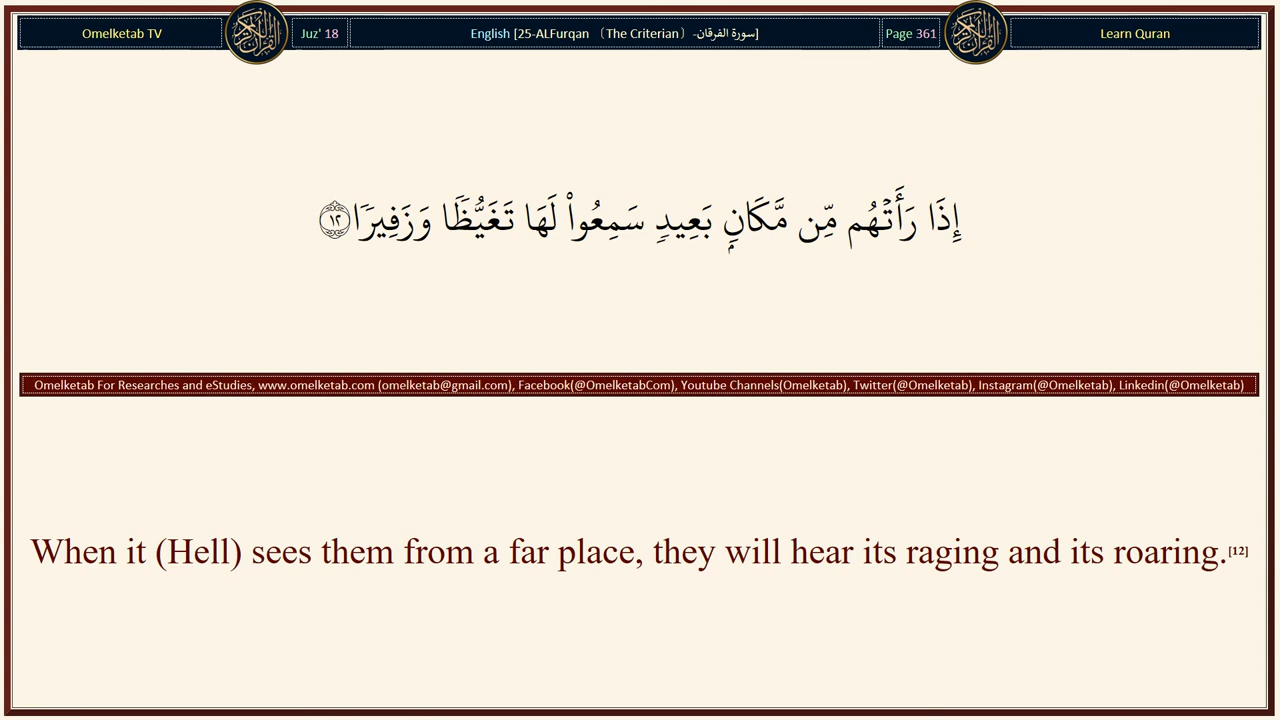 Omelketab TV
Juz' 18
English [25-ALFurqan （The Criterian）-سورة الفرقان]
Page 361
Learn Quran
إِذَا رَأَتۡهُم مِّن مَّكَانِۭ بَعِيدٖ سَمِعُواْ لَهَا تَغَيُّظٗا وَزَفِيرٗا ١٢
Omelketab For Researches and eStudies, www.omelketab.com (omelketab@gmail.com), Facebook(@OmelketabCom), Youtube Channels(Omelketab), Twitter(@Omelketab), Instagram(@Omelketab), Linkedin(@Omelketab)
When it (Hell) sees them from a far place, they will hear its raging and its roaring.[12]